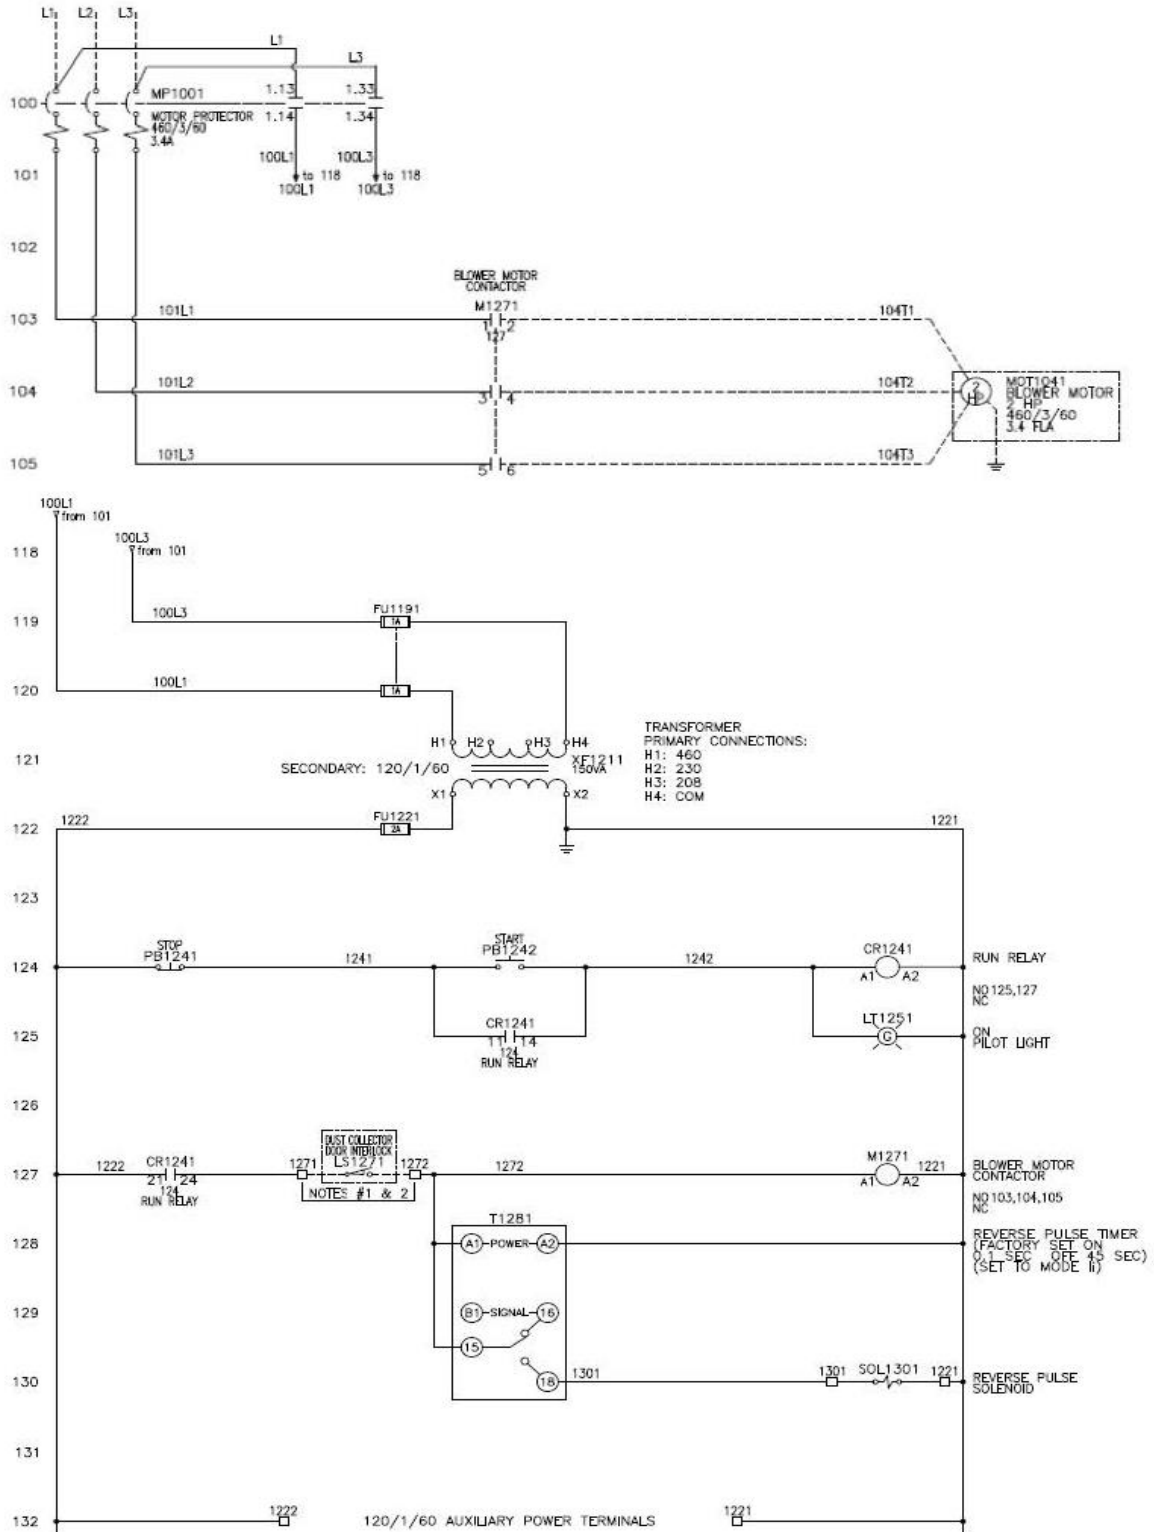 L1 L2 L3
L1
L3
100 MP1001 1.13 1.33
MOTOR PROTECTOR 1.14 1.34
460/3/60
3.4A
100L1 100L3
101 to 118 to 118
100L1 100L3
102
BLOWER MOTOR
CONTACTOR
M1271
103 101L1 1 2 104T1
127
104 101L2 3 4 104T2
2
HP
MOT1041
BLOWER MOTOR
2 HP
460/3/60
3.4 FLA
105 101L3 5 6 104T3
100L1
from 101
100L3
118 from 101
FU1191
119 100L3 1A
120 100L1 1A
TRANSFORMER
PRIMARY CONNECTIONS:
H1: 460
H2: 230
H3: 208
H4: COM
H1 H2 H3 H4
121 XF1211
SECONDARY: 120/1/60 150VA
X1 X2
FU1221
122 1222 2A 1221
123
STOP
PB1241
START
PB1242
CR1241
124 1241 1242 A1 A2 RUN RELAY
NO 125,127
NC
CR1241 LT1251
125 11 14 G ON
PILOT LIGHT
124
RUN RELAY
126
DUST COLLECTOR
DOOR INTERLOCK
CR1241 LS1271 M1271
127 1222 21 24 1271 1272 1272 A1 A2 1221 BLOWER MOTOR
CONTACTOR
124
RUN RELAY
NOTES #1 & 2
NO 103,104,105
NC
T1281
128 A1 POWER A2 REVERSE PULSE TIMER
(FACTORY SET ON
0.1 SEC OFF 45 SEC)
(SET TO MODE Ii)
129 B1 SIGNAL 16
15
130 18 1301 1301 SOL1301 1221 REVERSE PULSE
SOLENOID
131
132 1222 120/1/60 AUXILIARY POWER TERMINALS 1221